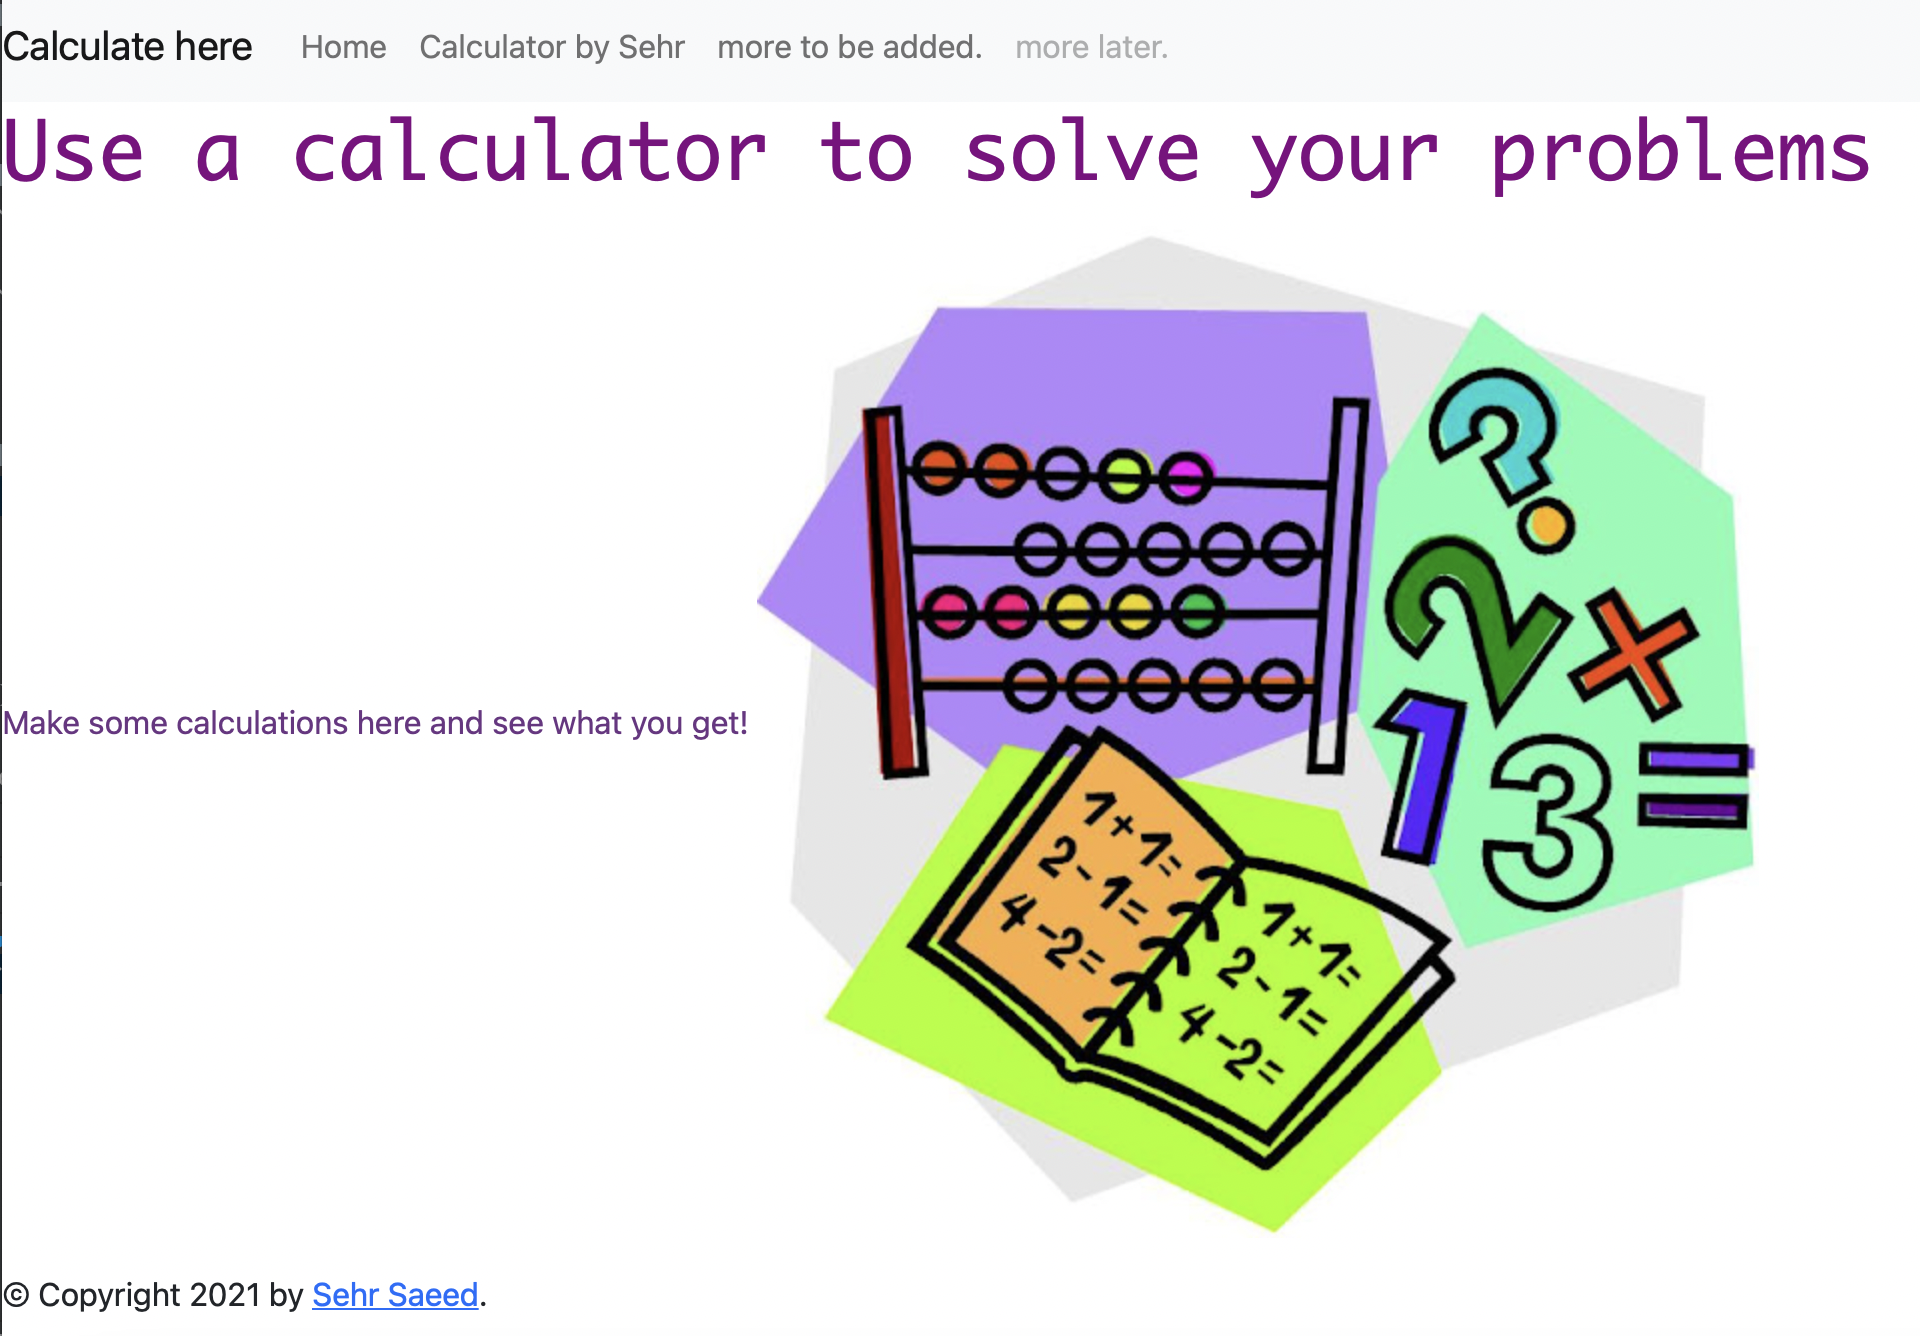 Calculate here Home Calculator by Sehr more to be added. more later.
Use a calculator to solve your problems
?
2 ×
1 3 =
Make some calculations here and see what you get!
1+1=
2-1=
4-2=
1+1=
2-1=
4-2=
© Copyright 2021 by Sehr Saeed.